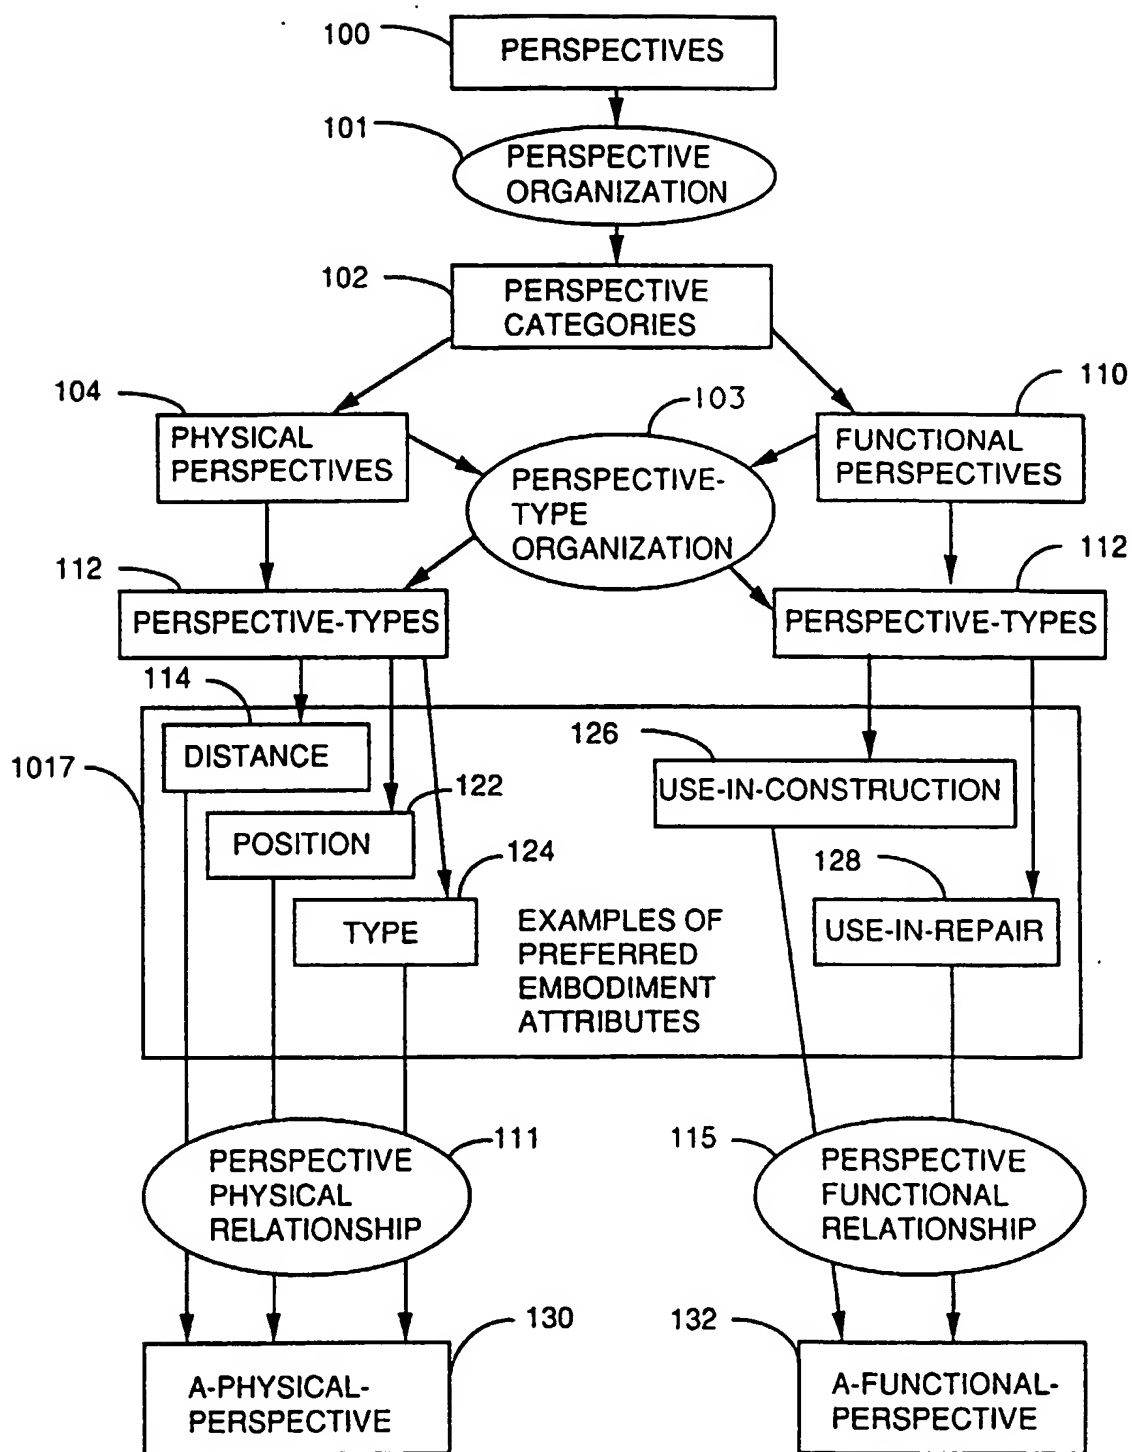 100
PERSPECTIVES
101
PERSPECTIVE
ORGANIZATION
102
PERSPECTIVE
CATEGORIES
104
103
110
PHYSICAL
PERSPECTIVES
FUNCTIONAL
PERSPECTIVES
PERSPECTIVE-
TYPE
ORGANIZATION
112
112
PERSPECTIVE-TYPES
PERSPECTIVE-TYPES
114
126
1017
DISTANCE
122
USE-IN-CONSTRUCTION
POSITION
124
128
TYPE
EXAMPLES OF
PREFERRED
EMBODIMENT
ATTRIBUTES
USE-IN-REPAIR
111
115
PERSPECTIVE
PHYSICAL
RELATIONSHIP
PERSPECTIVE
FUNCTIONAL
RELATIONSHIP
130
132
A-PHYSICAL-
PERSPECTIVE
A-FUNCTIONAL-
PERSPECTIVE